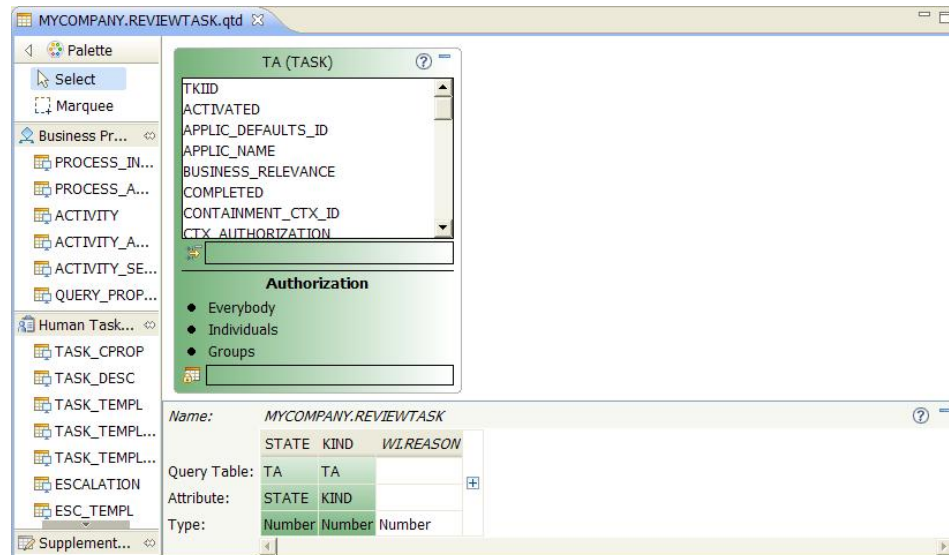 MYCOMPANY.REVIEWTASK.qtd
Palette
Select
Marquee
Business Pr...
PROCESS_IN...
PROCESS_A...
ACTIVITY
ACTIVITY_A...
ACTIVITY_SE...
QUERY_PROP...
Human Task...
TASK_CPROP
TASK_DESC
TASK_TEMPL
TASK_TEMPL...
TASK_TEMPL...
ESCALATION
ESC_TEMPL
Supplement...
TA (TASK)
TKIID
ACTIVATED
APPLIC_DEFAULTS_ID
APPLIC_NAME
BUSINESS_RELEVANCE
COMPLETED
CONTAINMENT_CTX_ID
CTX_AUTHORIZATION
Authorization
Everybody
Individuals
Groups
Name: MYCOMPANY.REVIEWTASK
STATE KIND WI.REASON
Query Table: TA TA
Attribute: STATE KIND
Type: Number Number Number